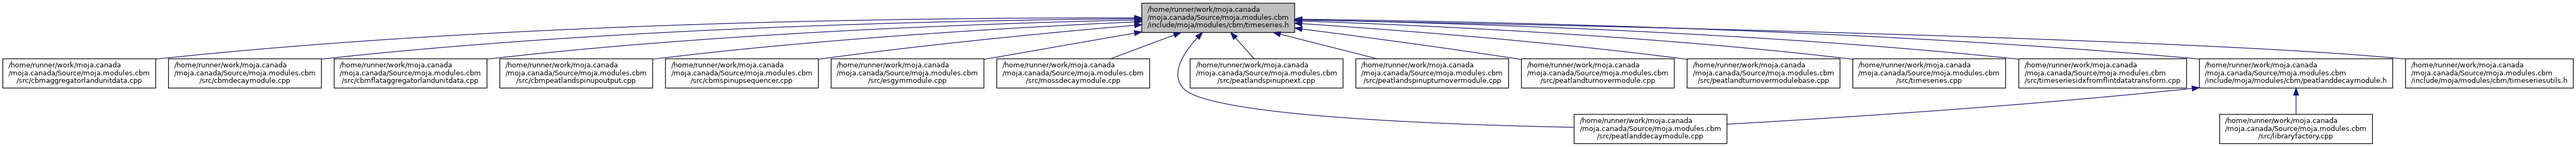 /home/runner/work/moja.canada
/moja.canada/Source/moja.modules.cbm
/include/moja/modules/cbm/timeseries.h
/home/runner/work/moja.canada
/moja.canada/Source/moja.modules.cbm
/src/cbmaggregatorlandunitdata.cpp
/home/runner/work/moja.canada
/moja.canada/Source/moja.modules.cbm
/src/cbmdecaymodule.cpp
/home/runner/work/moja.canada
/moja.canada/Source/moja.modules.cbm
/src/cbmflataggregatorlandunitdata.cpp
/home/runner/work/moja.canada
/moja.canada/Source/moja.modules.cbm
/src/cbmpeatlandspinupoutput.cpp
/home/runner/work/moja.canada
/moja.canada/Source/moja.modules.cbm
/src/cbmspinupsequencer.cpp
/home/runner/work/moja.canada
/moja.canada/Source/moja.modules.cbm
/src/esgymmodule.cpp
/home/runner/work/moja.canada
/moja.canada/Source/moja.modules.cbm
/src/mossdecaymodule.cpp
/home/runner/work/moja.canada
/moja.canada/Source/moja.modules.cbm
/src/peatlandspinupnext.cpp
/home/runner/work/moja.canada
/moja.canada/Source/moja.modules.cbm
/src/peatlandspinupturnovermodule.cpp
/home/runner/work/moja.canada
/moja.canada/Source/moja.modules.cbm
/src/peatlandturnovermodule.cpp
/home/runner/work/moja.canada
/moja.canada/Source/moja.modules.cbm
/src/peatlandturnovermodulebase.cpp
/home/runner/work/moja.canada
/moja.canada/Source/moja.modules.cbm
/src/timeseries.cpp
/home/runner/work/moja.canada
/moja.canada/Source/moja.modules.cbm
/src/timeseriesidxfromflintdatatransform.cpp
/home/runner/work/moja.canada
/moja.canada/Source/moja.modules.cbm
/include/moja/modules/cbm/peatlanddecaymodule.h
/home/runner/work/moja.canada
/moja.canada/Source/moja.modules.cbm
/include/moja/modules/cbm/timeseriesutils.h
/home/runner/work/moja.canada
/moja.canada/Source/moja.modules.cbm
/src/peatlanddecaymodule.cpp
/home/runner/work/moja.canada
/moja.canada/Source/moja.modules.cbm
/src/libraryfactory.cpp